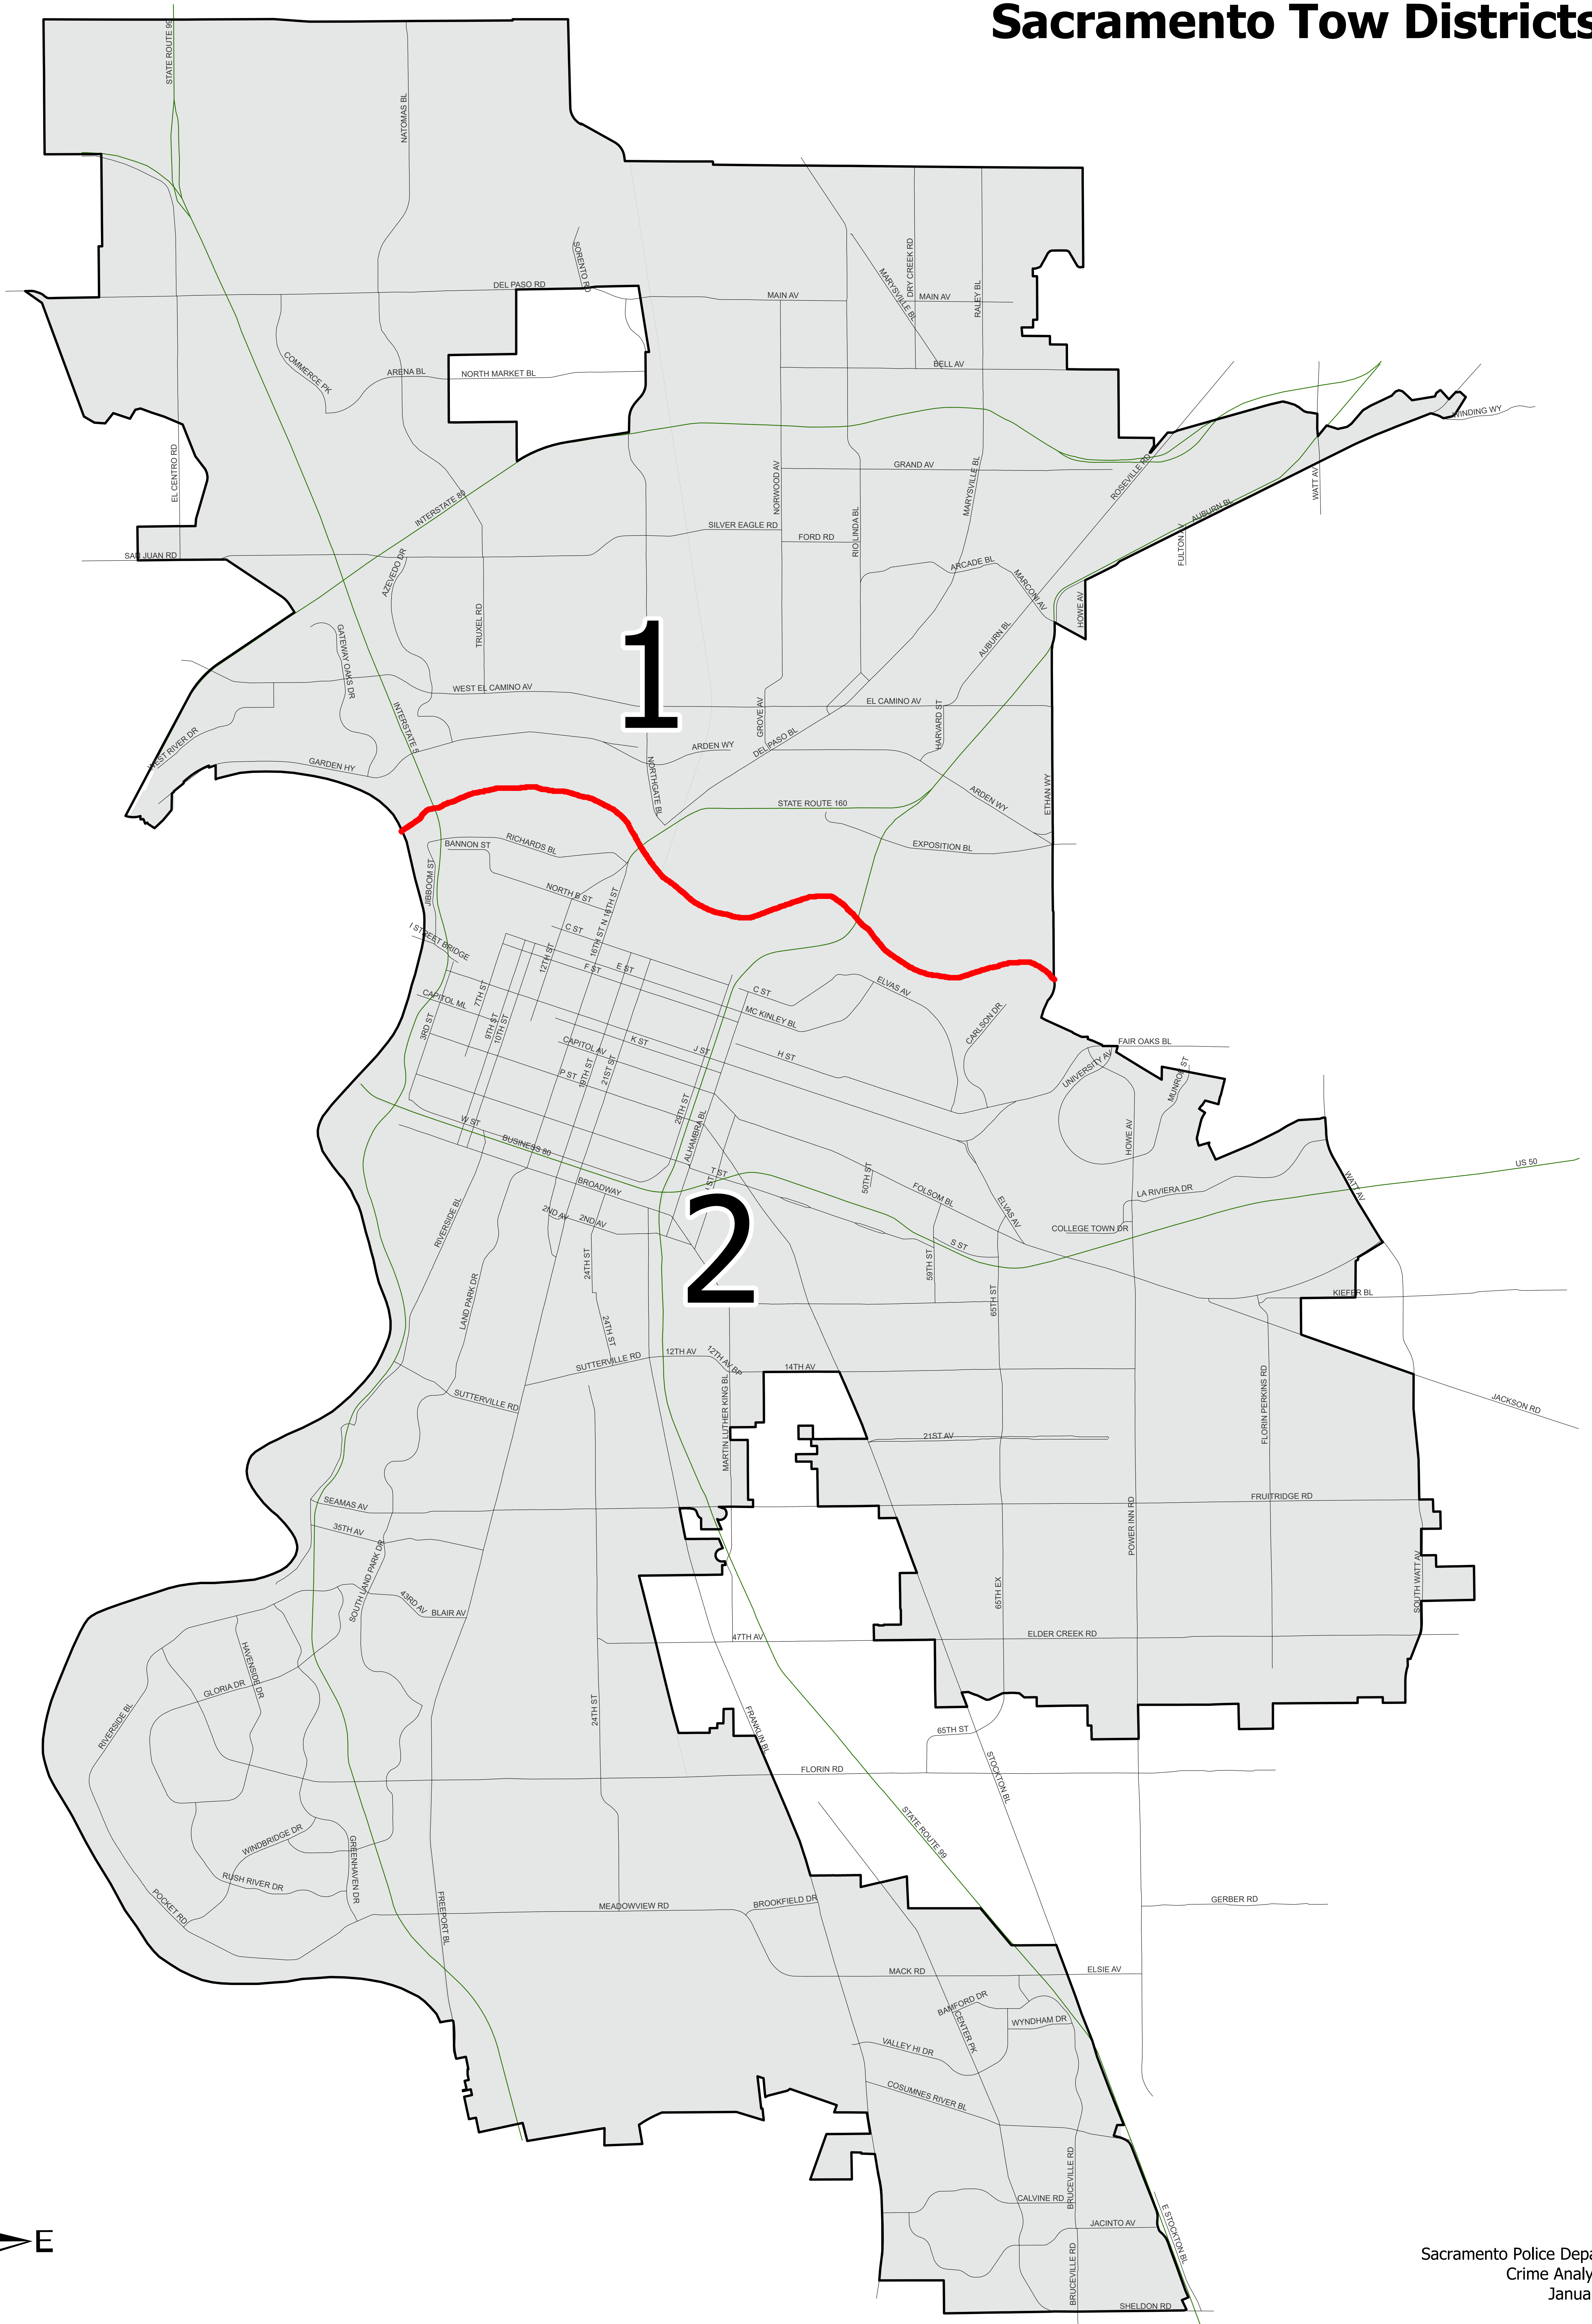 Sacramento Tow Districts
STATE ROUTE 99
NATOMAS BL
SORENTO RD
DEL PASO RD
MAIN AV
MARYSVILLE BL
DRY CREEK RD
MAIN AV
RALEY BL
COMMERCE PK
ARENA BL
NORTH MARKET BL
BELL AV
WINDING WY
EL CENTRO RD
INTERSTATE 80
NORWOOD AV
GRAND AV
MARYSVILLE BL
ROSEVILLE RD
WATT AV
AUBURN BL
SILVER EAGLE RD
FORD RD
RIO LINDA BL
FULTON AV
SAN JUAN RD
AZEVEDO DR
ARCADE BL
MARCONI AV
HOWE AV
TRUXEL RD
GATEWAY OAKS DR
1
AUBURN BL
WEST EL CAMINO AV
EL CAMINO AV
INTERSTATE 5
GROVE AV
HARVARD ST
WEST RIVER DR
GARDEN HY
ARDEN WY
DEL PASO BL
NORTHGATE BL
ARDEN WY
ETHAN WY
STATE ROUTE 160
BANNON ST
RICHARDS BL
EXPOSITION BL
JIBBOOM ST
NORTH B ST
N 16TH ST
I STREET BRIDGE
C ST
16TH ST
12TH ST
F ST
E ST
7TH ST
C ST
ELVAS AV
CAPITOL ML
MC KINLEY BL
CARLSON DR
3RD ST
9TH ST
10TH ST
K ST
J ST
H ST
CAPITOL AV
FAIR OAKS BL
UNIVERSITY AV
MUNROE ST
P ST
19TH ST
21ST ST
29TH ST
ALHAMBRA BL
W ST
BUSINESS 80
HOWE AV
US 50
T ST
50TH ST
FOLSOM BL
ELVAS AV
LA RIVIERA DR
WATT AV
BROADWAY
2ND AV
2ND AV
2
COLLEGE TOWN DR
RIVERSIDE BL
24TH ST
59TH ST
S ST
LAND PARK DR
24TH ST
65TH ST
KIEFER BL
SUTTERVILLE RD
12TH AV
12TH AV BP
14TH AV
SUTTERVILLE RD
MARTIN LUTHER KING BL
FLORIN PERKINS RD
JACKSON RD
21ST AV
SEAMAS AV
FRUITRIDGE RD
35TH AV
POWER INN RD
SOUTH LAND PARK DR
65TH EX
SOUTH WATT AV
43RD AV
BLAIR AV
47TH AV
ELDER CREEK RD
HAVENSIDE DR
GLORIA DR
RIVERSIDE BL
24TH ST
FRANKLIN BL
65TH ST
STOCKTON BL
FLORIN RD
STATE ROUTE 99
WINDBRIDGE DR
GREENHAVEN DR
RUSH RIVER DR
POCKET RD
FREEPORT BL
MEADOWVIEW RD
BROOKFIELD DR
GERBER RD
MACK RD
ELSIE AV
BAMFORD DR
CENTER PK
WYNDHAM DR
VALLEY HI DR
COSUMNES RIVER BL
BRUCEVILLE RD
CALVINE RD
JACINTO AV
E STOCKTON BL
BRUCEVILLE RD
SHELDON RD
E
Sacramento Police Depa
Crime Analy
Janua